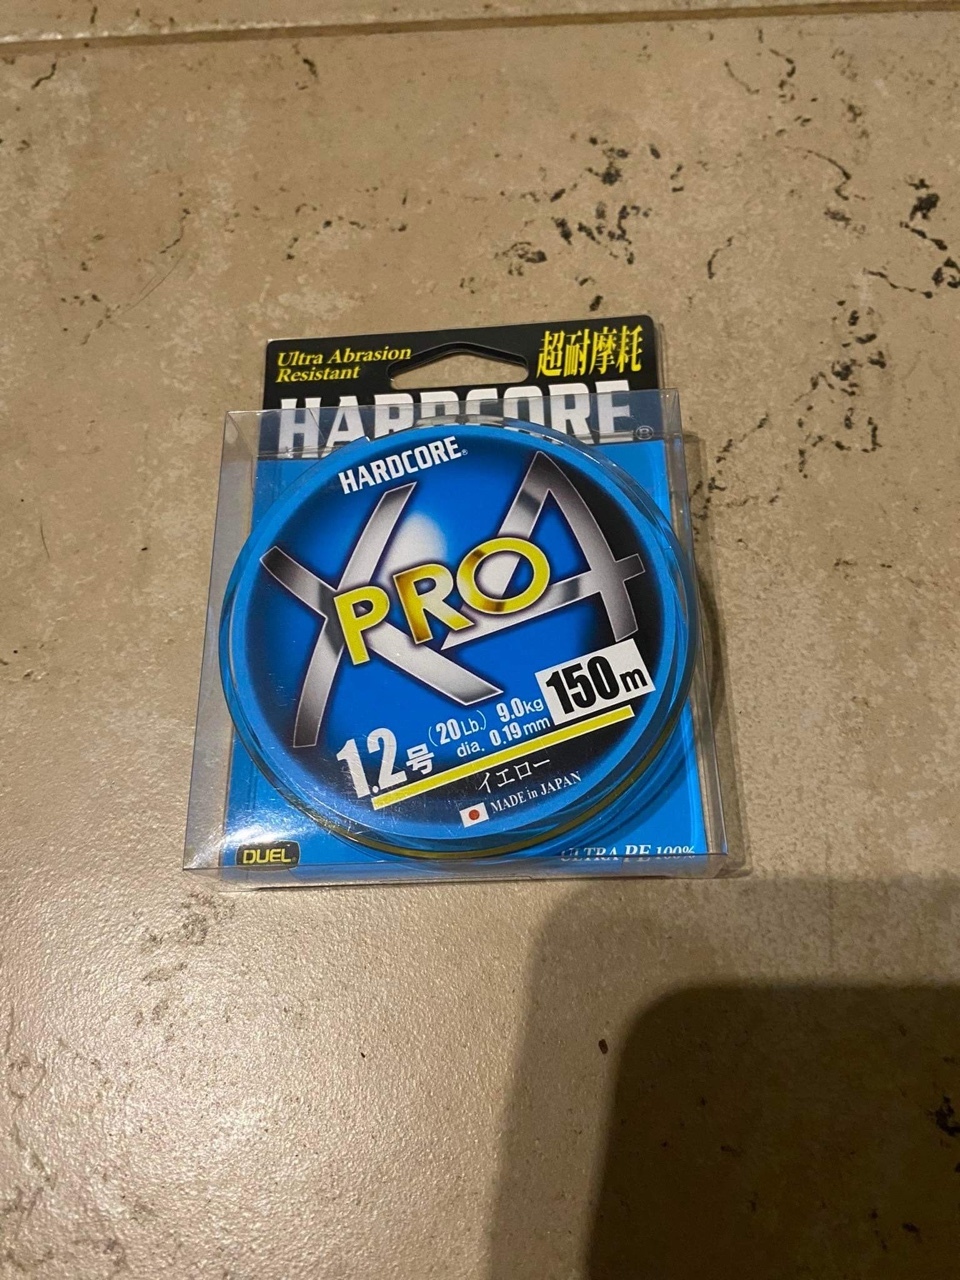 Ultra Abrasion
Resistant
超耐摩耗
HARDCORE®
HARDCORE®
X4
PRO
150m
1.2号
(20Lb.) 9.0kg
dia. 0.19mm
イエロー
MADE in JAPAN
DUEL
ULTRA PE 100%